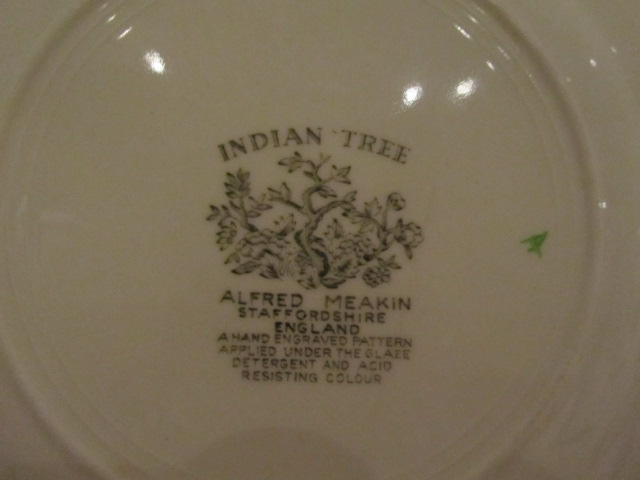 INDIAN TREE
ALFRED MEAKIN
STAFFORDSHIRE
ENGLAND
A HAND ENGRAVED PATTERN
APPLIED UNDER THE GLAZE
DETERGENT AND ACID
RESISTING COLOUR
A